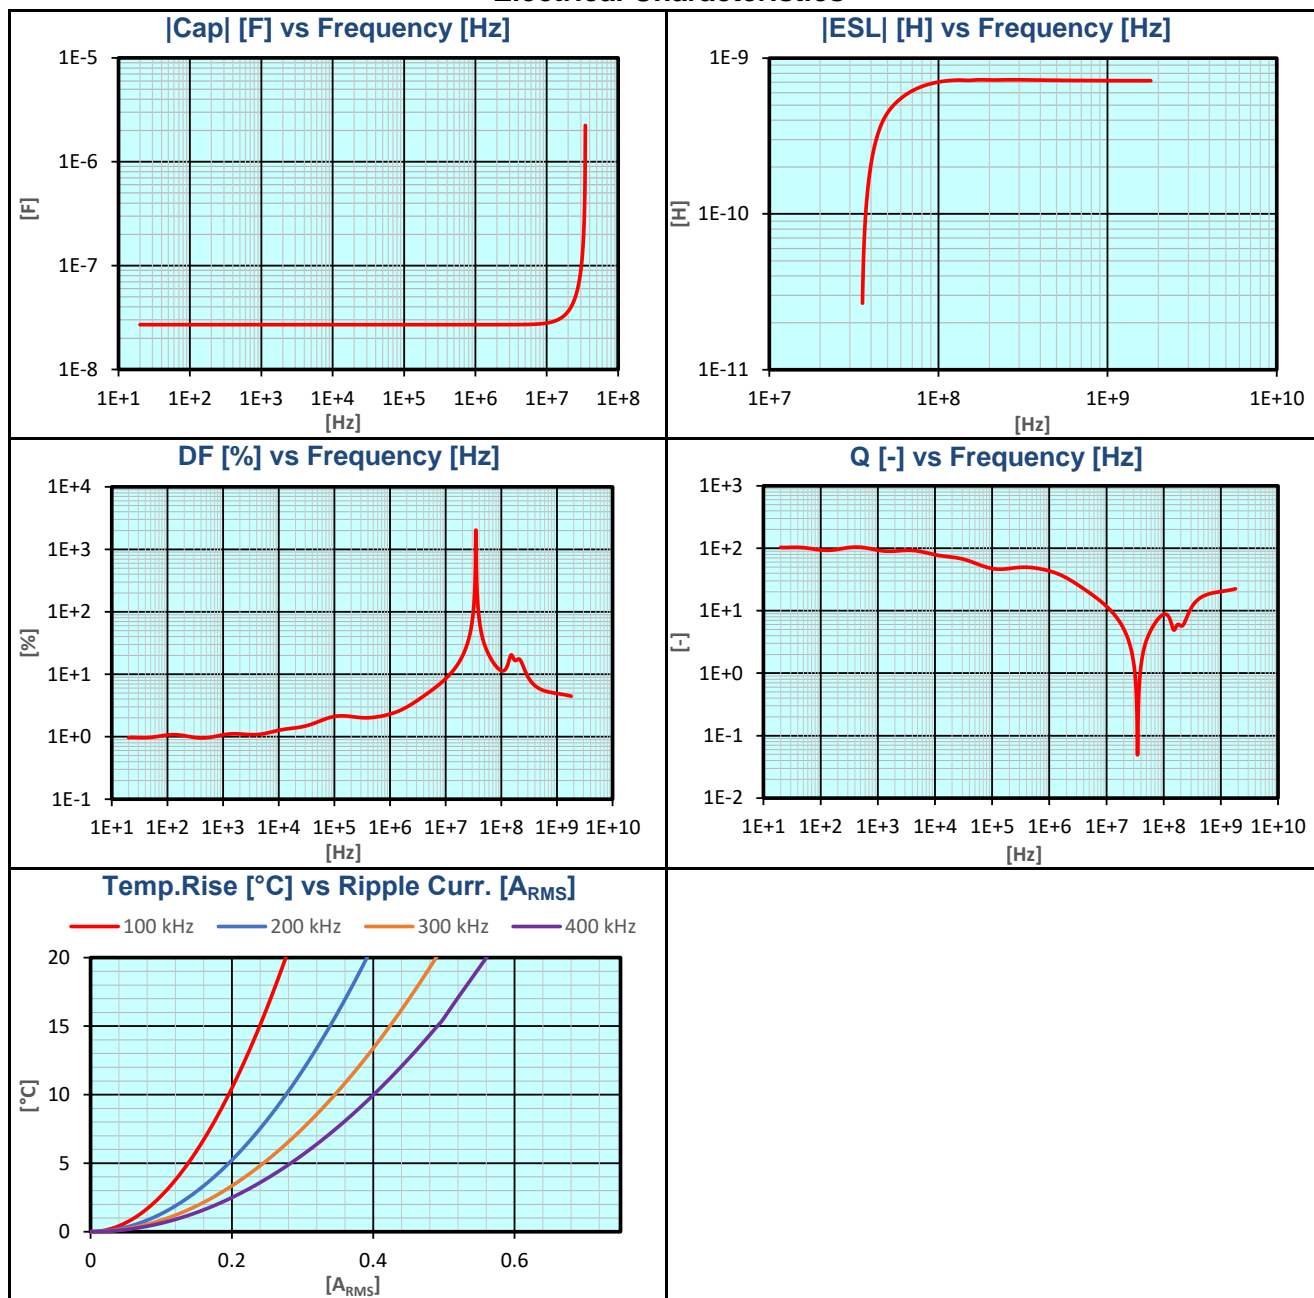 |Cap| [F] vs Frequency [Hz]
1E-5
1E-6
1E-7
1E-8
[F]
1E+1 1E+2 1E+3 1E+4 1E+5 1E+6 1E+7 1E+8
[Hz]
|ESL| [H] vs Frequency [Hz]
1E-9
1E-10
1E-11
[H]
1E+7 1E+8 1E+9 1E+10
[Hz]
DF [%] vs Frequency [Hz]
1E+4
1E+3
1E+2
1E+1
1E+0
1E-1
[%]
1E+1 1E+2 1E+3 1E+4 1E+5 1E+6 1E+7 1E+8 1E+9 1E+10
[Hz]
Q [-] vs Frequency [Hz]
1E+3
1E+2
1E+1
1E+0
1E-1
1E-2
[-]
1E+1 1E+2 1E+3 1E+4 1E+5 1E+6 1E+7 1E+8 1E+9 1E+10
[Hz]
Temp.Rise [°C] vs Ripple Curr. [ARMS]
100 kHz 200 kHz 300 kHz 400 kHz
20
15
10
5
0
[°C]
0 0.2 0.4 0.6
[ARMS]